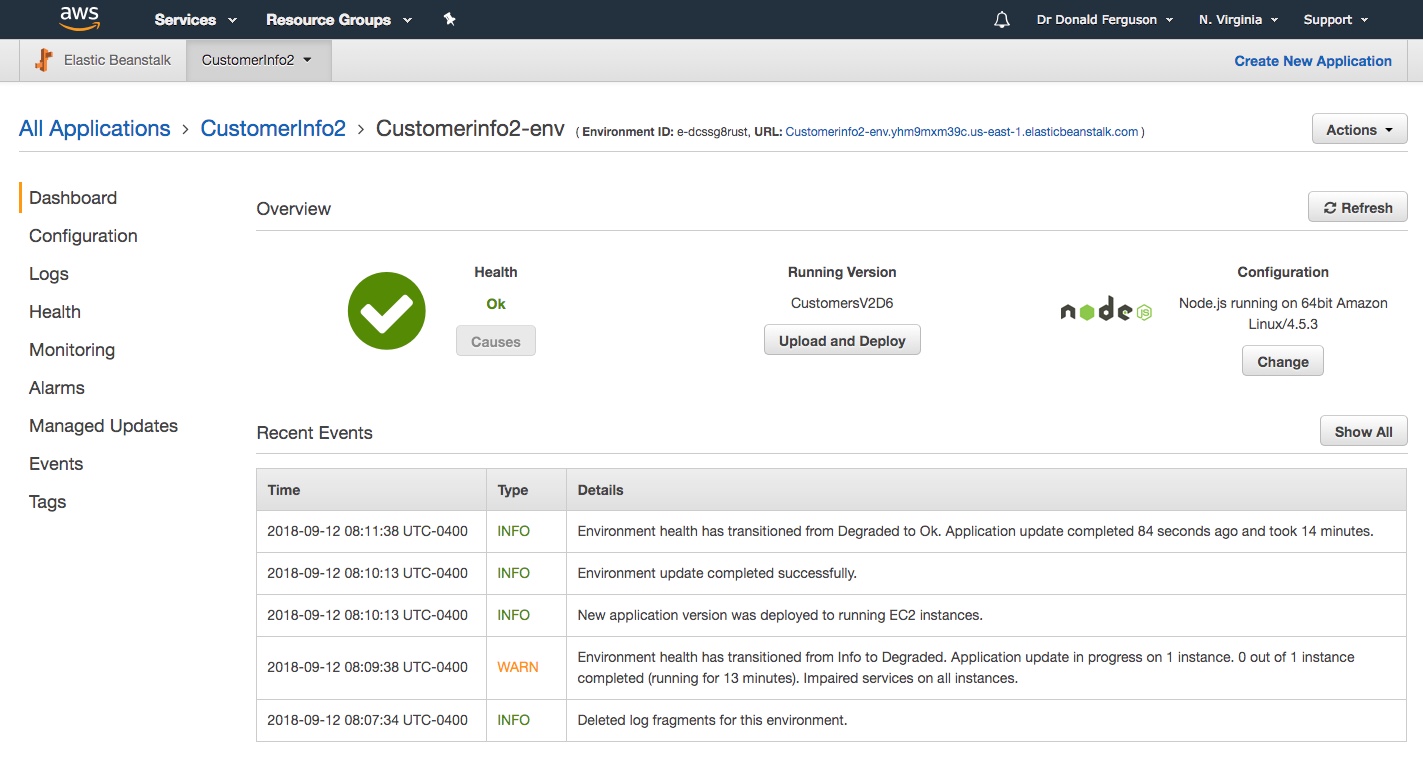 aws Services Resource Groups Dr Donald Ferguson N. Virginia Support
Elastic Beanstalk CustomerInfo2 Create New Application
All Applications > CustomerInfo2 > Customerinfo2-env ( Environment ID: e-dcssg8rust, URL: Customerinfo2-env.yhm9mxm39c.us-east-1.elasticbeanstalk.com ) Actions
Dashboard
Configuration
Logs
Health
Monitoring
Alarms
Managed Updates
Events
Tags
Overview Refresh
Health
Ok
Causes
Running Version
CustomersV2D6
Upload and Deploy
node JS
Configuration
Node.js running on 64bit Amazon
Linux/4.5.3
Change
Recent Events Show All
Time Type Details
2018-09-12 08:11:38 UTC-0400 INFO Environment health has transitioned from Degraded to Ok. Application update completed 84 seconds ago and took 14 minutes.
2018-09-12 08:10:13 UTC-0400 INFO Environment update completed successfully.
2018-09-12 08:10:13 UTC-0400 INFO New application version was deployed to running EC2 instances.
2018-09-12 08:09:38 UTC-0400 WARN Environment health has transitioned from Info to Degraded. Application update in progress on 1 instance. 0 out of 1 instance
completed (running for 13 minutes). Impaired services on all instances.
2018-09-12 08:07:34 UTC-0400 INFO Deleted log fragments for this environment.